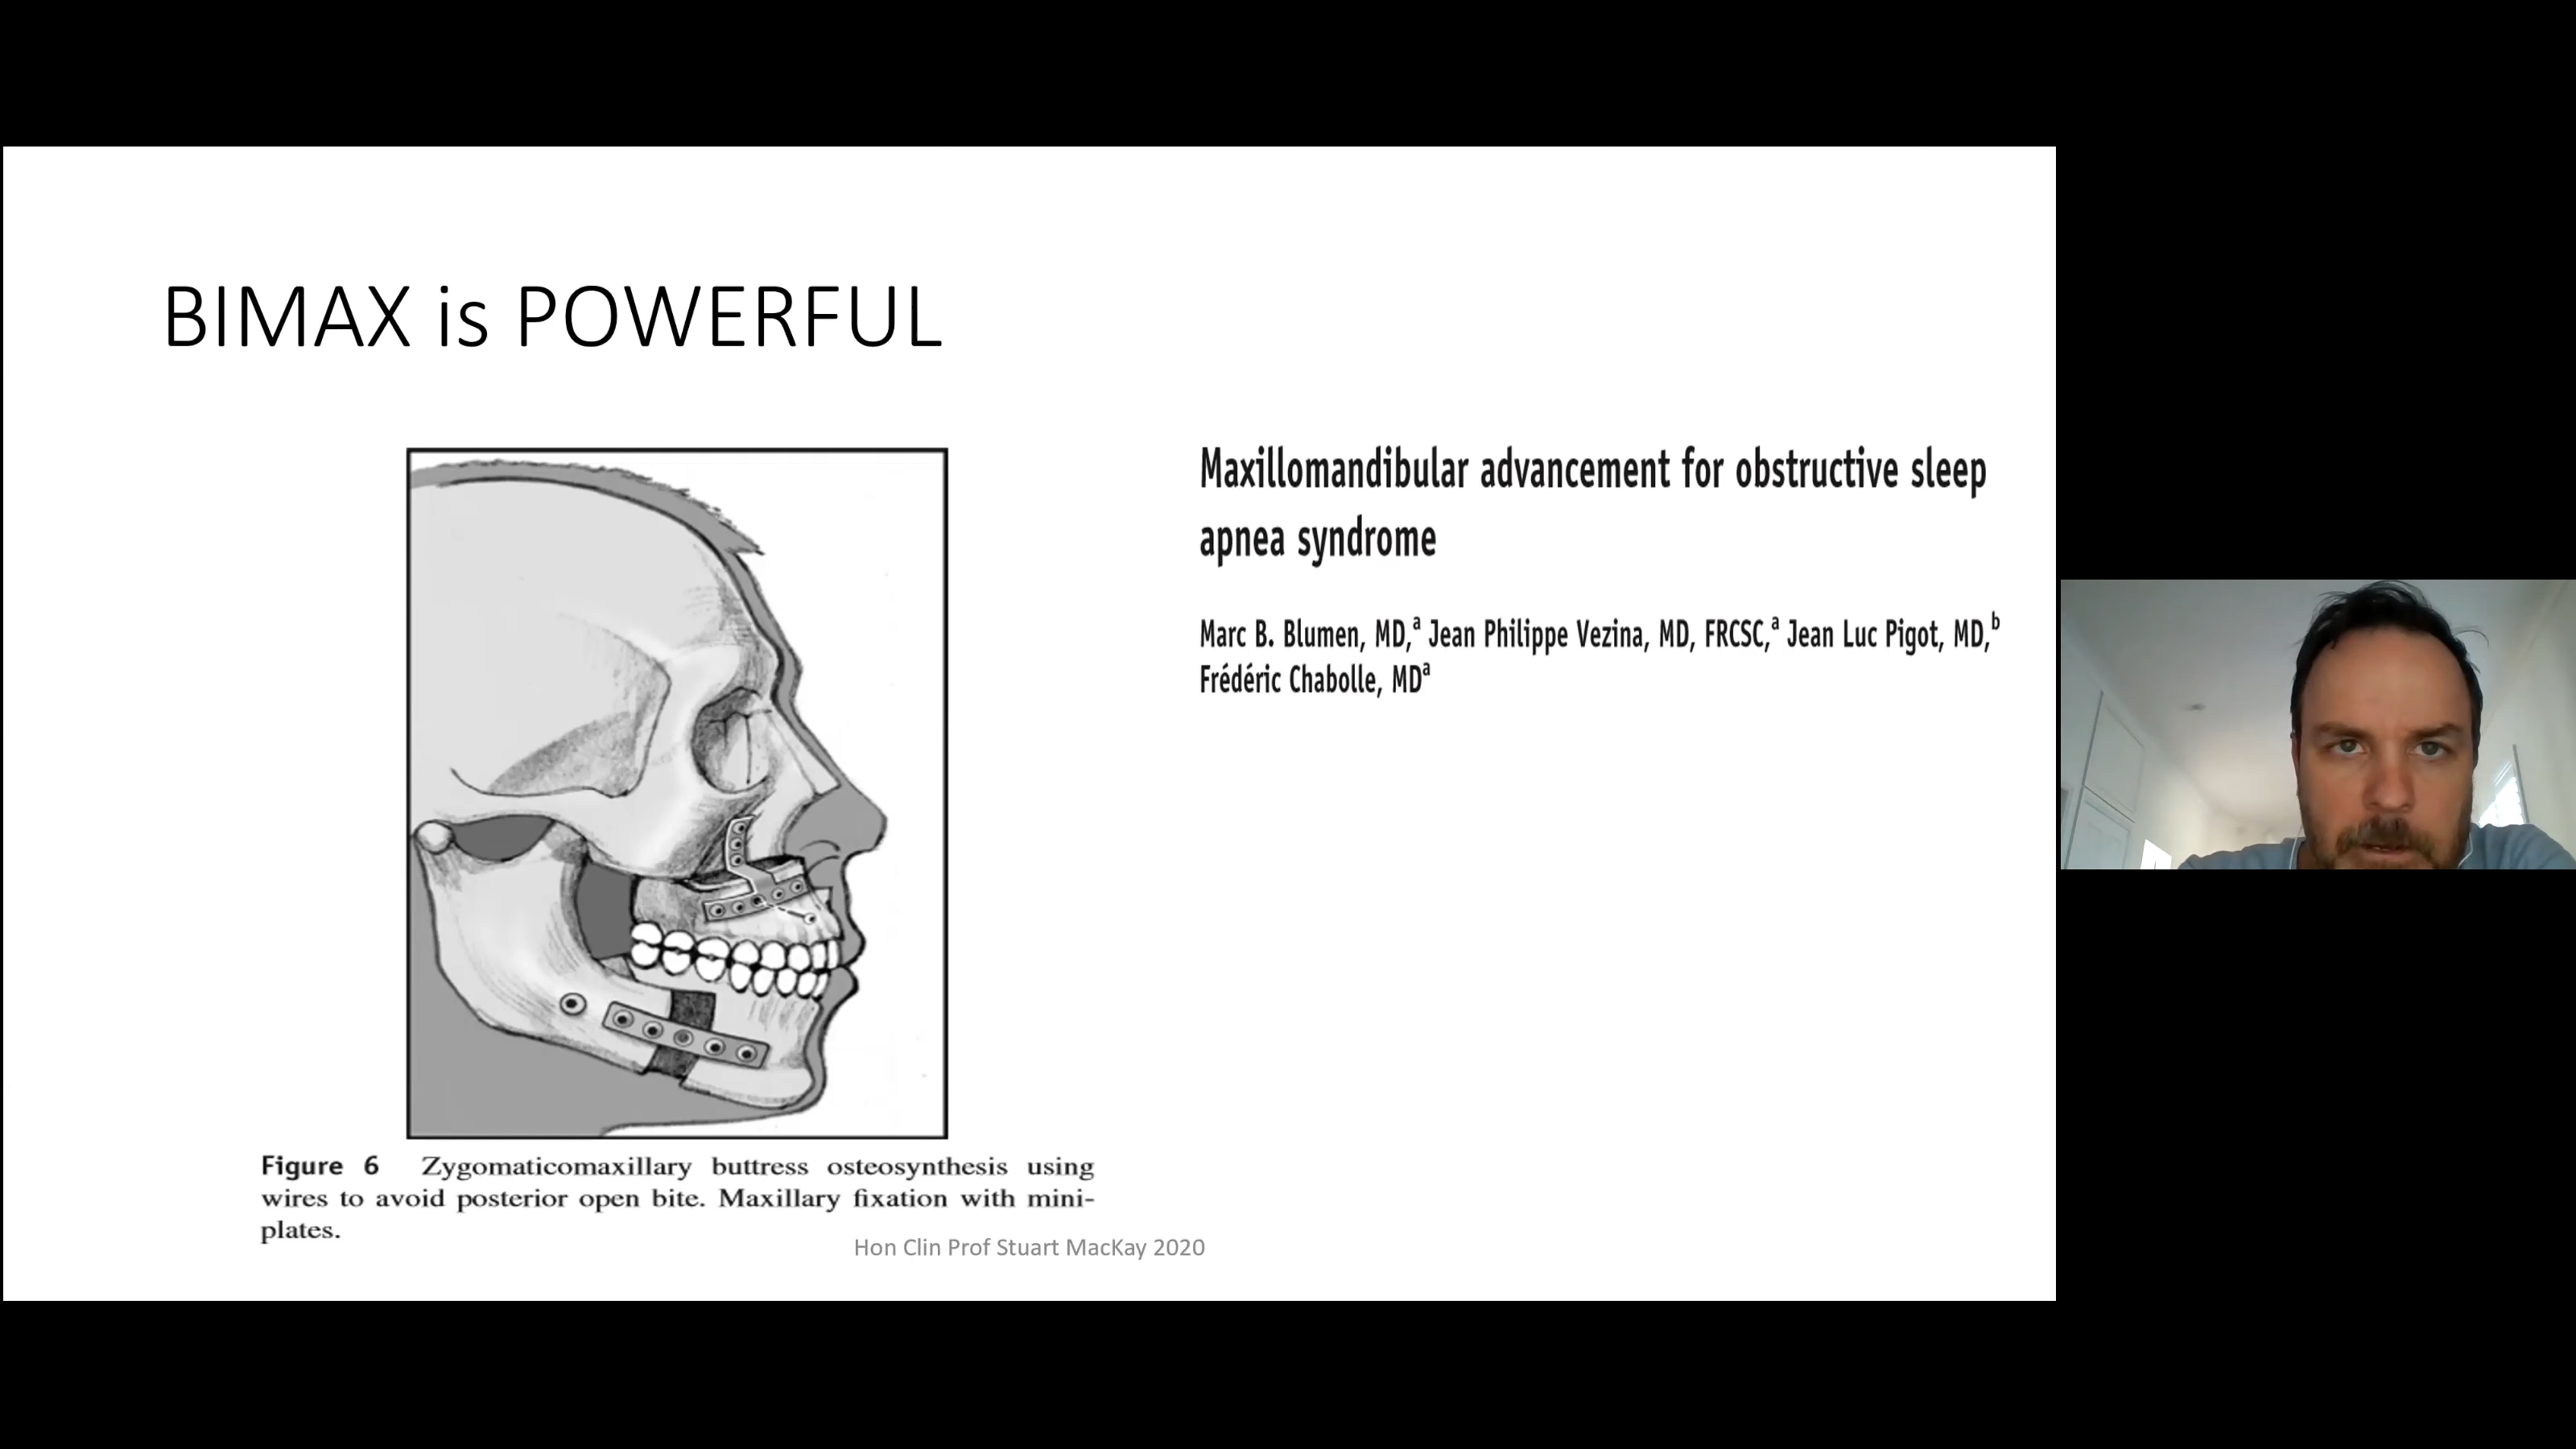 BIMAX is POWERFUL
Maxillomandibular advancement for obstructive sleep
apnea syndrome
Marc B. Blumen, MD,ᵃ Jean Philippe Vezina, MD, FRCSC,ᵃ Jean Luc Pigot, MD,ᵇ
Frédéric Chabolle, MDᵃ
Figure 6 Zygomaticomaxillary buttress osteosynthesis using
wires to avoid posterior open bite. Maxillary fixation with mini-
plates.
Hon Clin Prof Stuart MacKay 2020